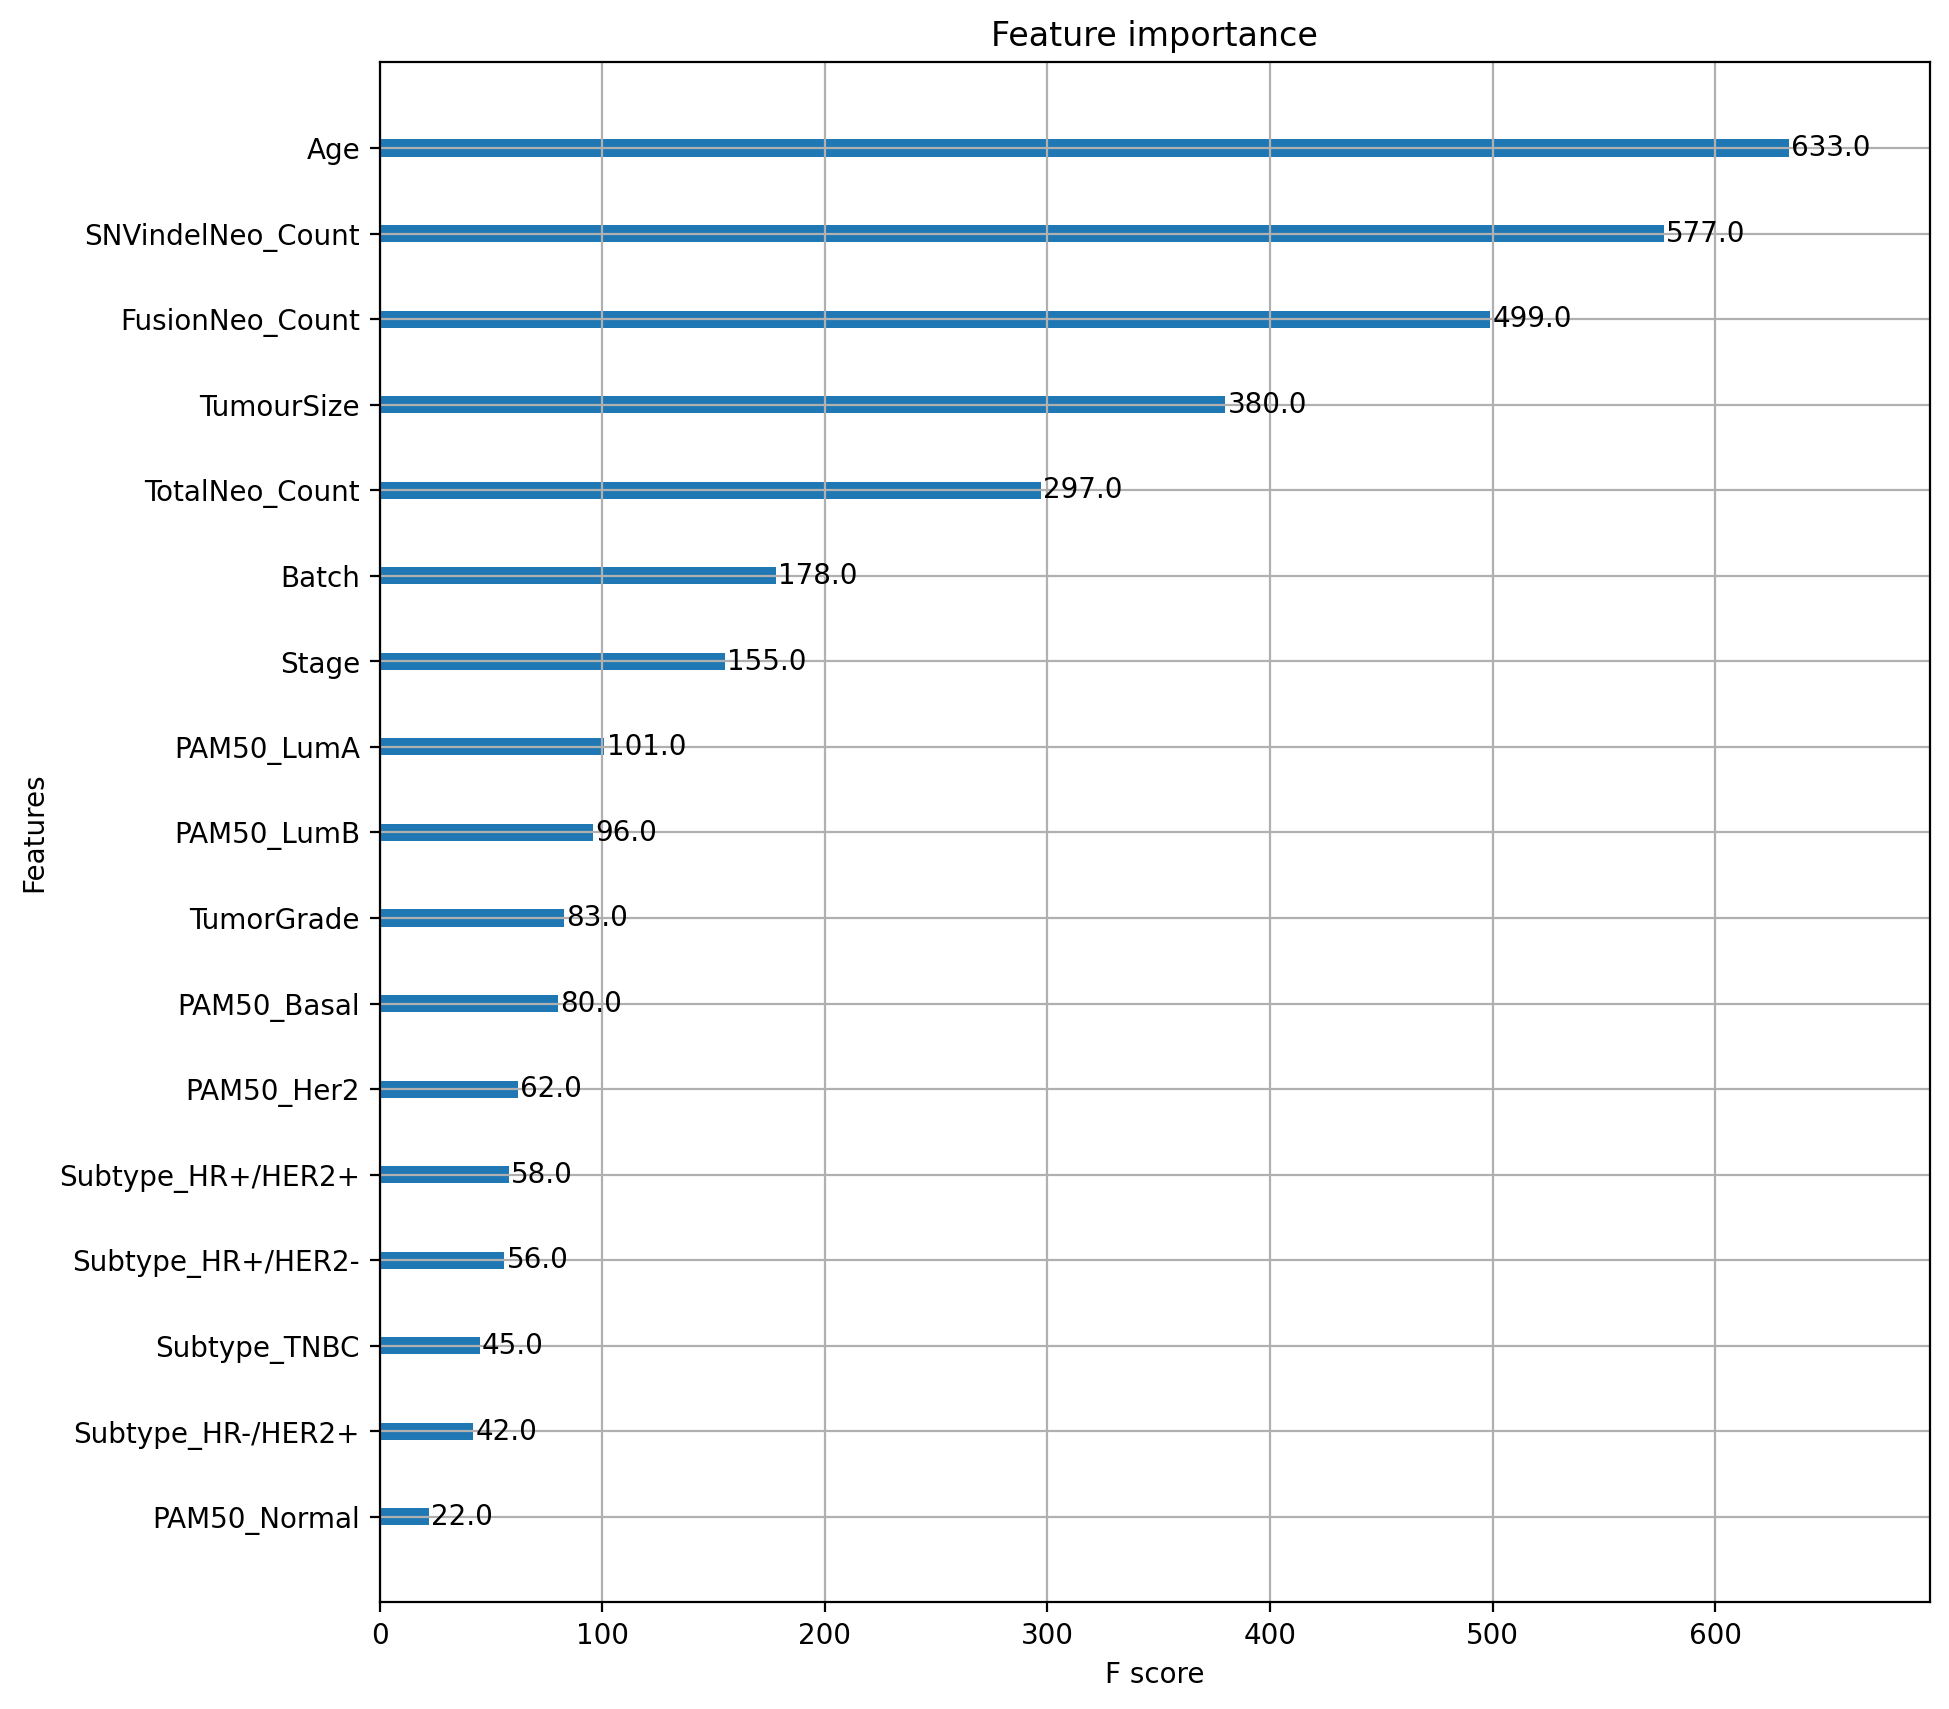 Feature importance
Age 633.0
SNVindelNeo_Count 577.0
FusionNeo_Count 499.0
TumourSize 380.0
TotalNeo_Count 297.0
Batch 178.0
Stage 155.0
PAM50_LumA 101.0
PAM50_LumB 96.0
TumorGrade 83.0
PAM50_Basal 80.0
PAM50_Her2 62.0
Subtype_HR+/HER2+ 58.0
Subtype_HR+/HER2- 56.0
Subtype_TNBC 45.0
Subtype_HR-/HER2+ 42.0
PAM50_Normal 22.0
Features
0 100 200 300 400 500 600
F score